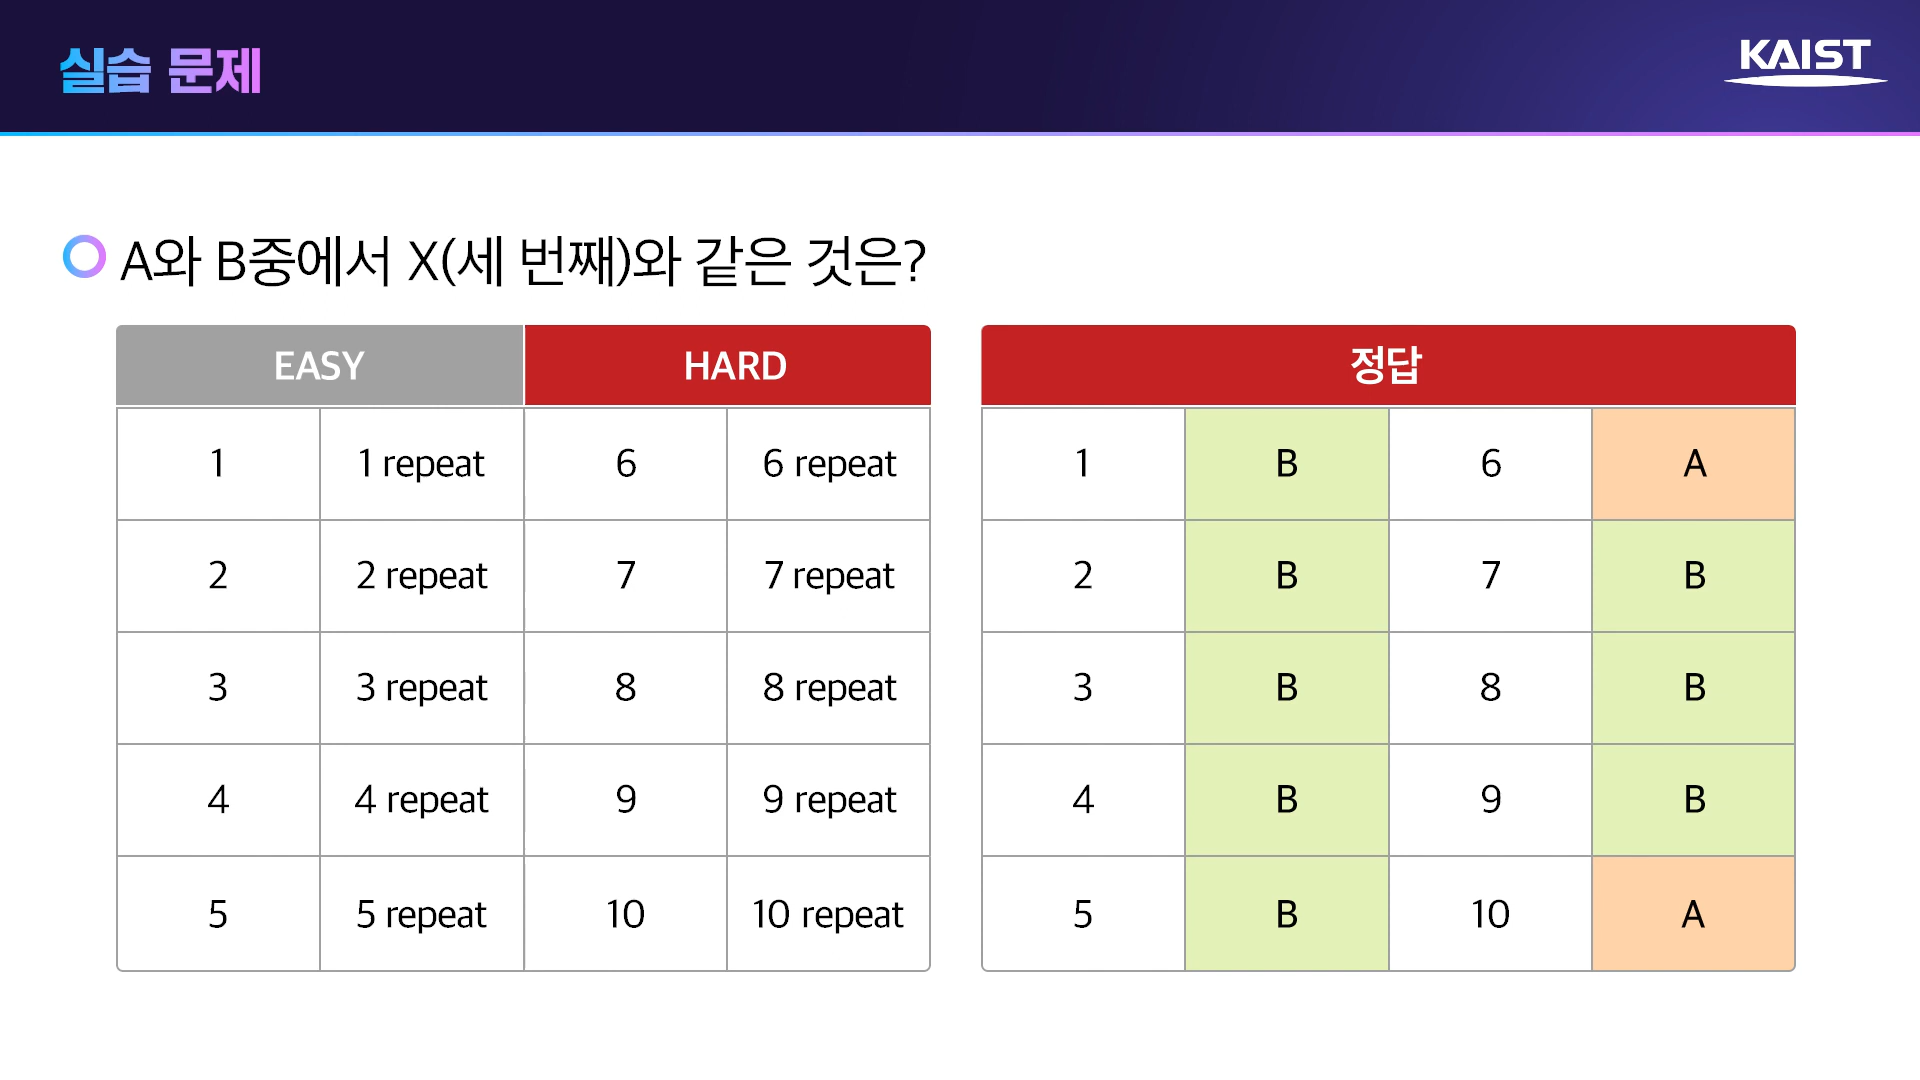 실습 문제
KAIST
A와 B중에서 X(세 번째)와 같은 것은?
EASY HARD
1 1 repeat 6 6 repeat
2 2 repeat 7 7 repeat
3 3 repeat 8 8 repeat
4 4 repeat 9 9 repeat
5 5 repeat 10 10 repeat
정답
1 B 6 A
2 B 7 B
3 B 8 B
4 B 9 B
5 B 10 A